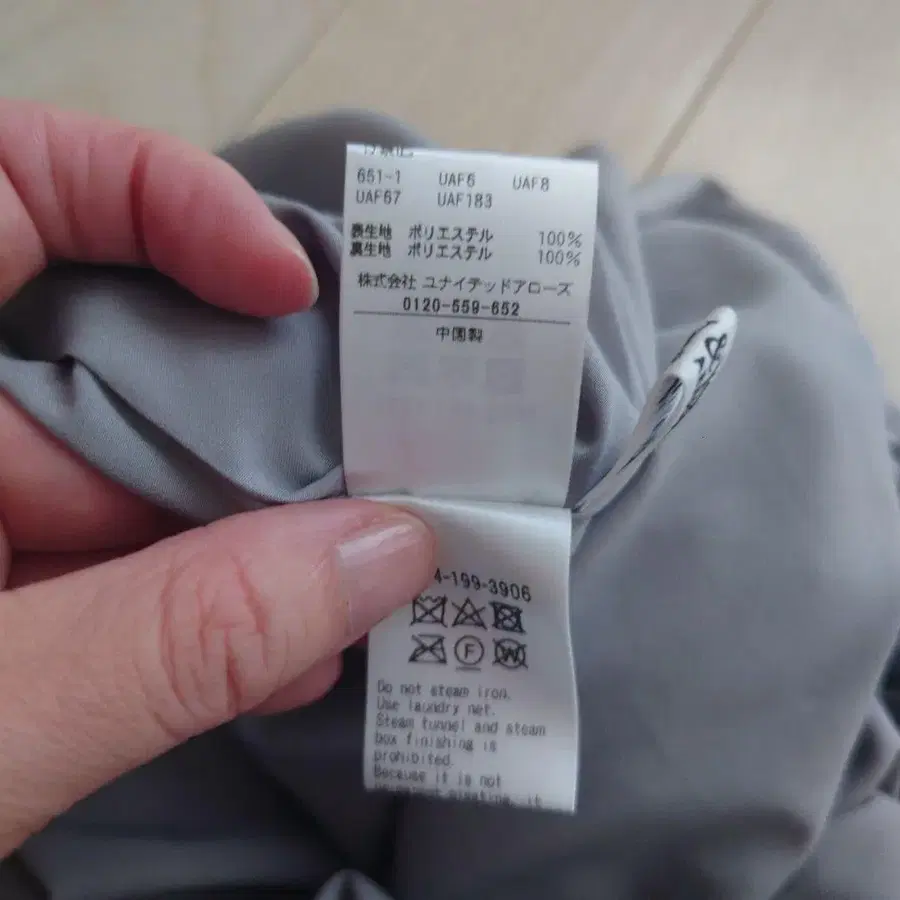 651-1 UAF6 UAF8
UAF67 UAF183
表生地 ポリエステル 100%
裏生地 ポリエステル 100%
株式会社 ユナイテッドアローズ
0120-559-652
中国製
4-199-3906
F
W
Do not steam iron.
Use laundry net.
Steam tunnel and steam
box finishing is
prohibited.
Because it is not
it